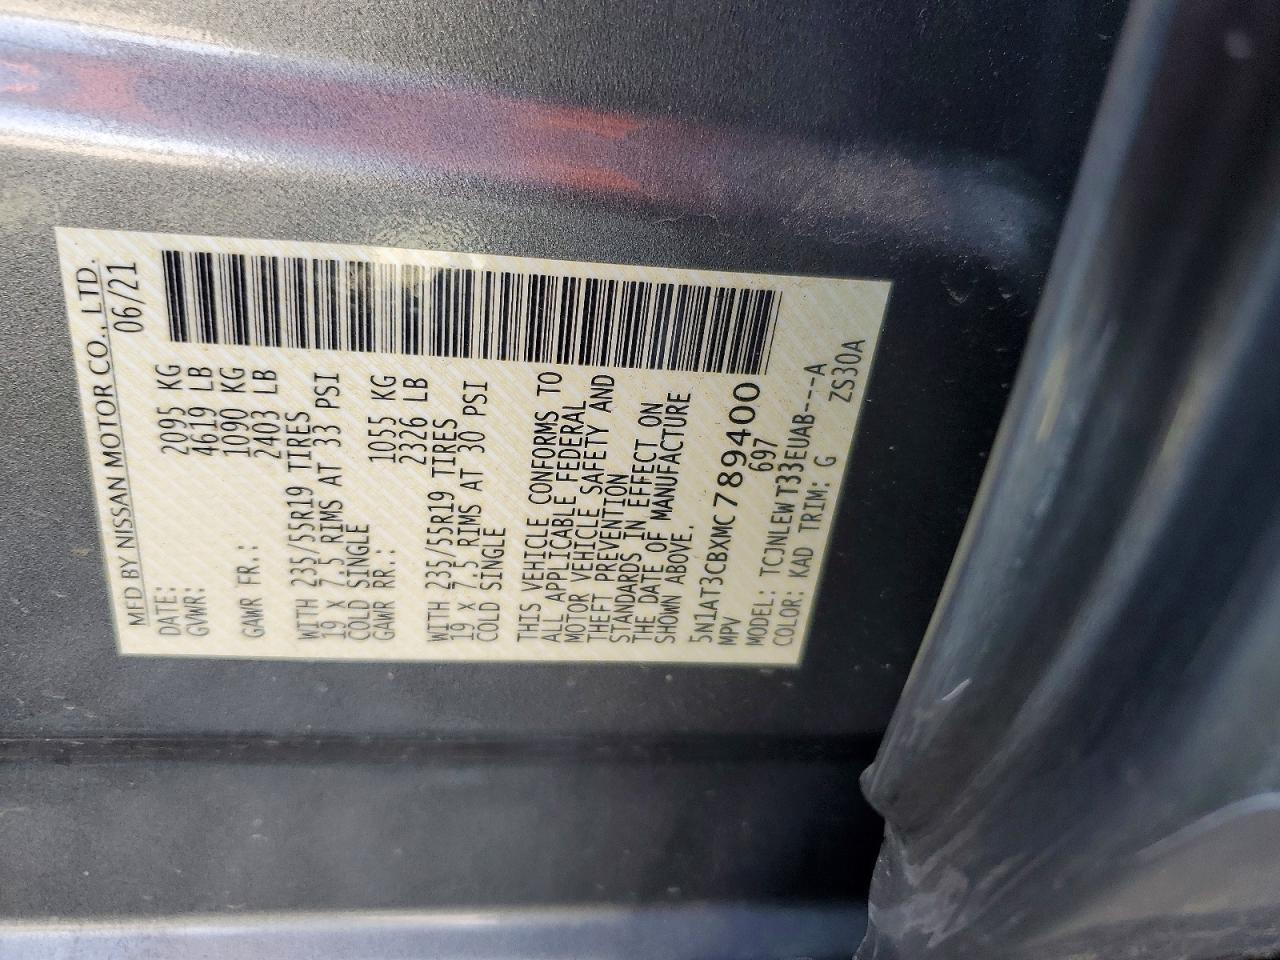 MFD BY NISSAN MOTOR CO., LTD.
DATE: 06/21
GVWR: 2095 KG
4619 LB
GAWR FR.: 1090 KG
2403 LB
WITH 235/55R19 TIRES
19 x 7.5 RIMS AT 33 PSI
COLD SINGLE
GAWR RR.: 1055 KG
2326 LB
WITH 235/55R19 TIRES
19 x 7.5 RIMS AT 30 PSI
COLD SINGLE
THIS VEHICLE CONFORMS TO
ALL APPLICABLE FEDERAL
MOTOR VEHICLE SAFETY AND
THEFT PREVENTION
STANDARDS IN EFFECT ON
THE DATE OF MANUFACTURE
SHOWN ABOVE.
5N1AT3CBXMC789400
MPV 697
MODEL: TCJNLEW T33EUAB---A
COLOR: KAD TRIM: G ZS30A